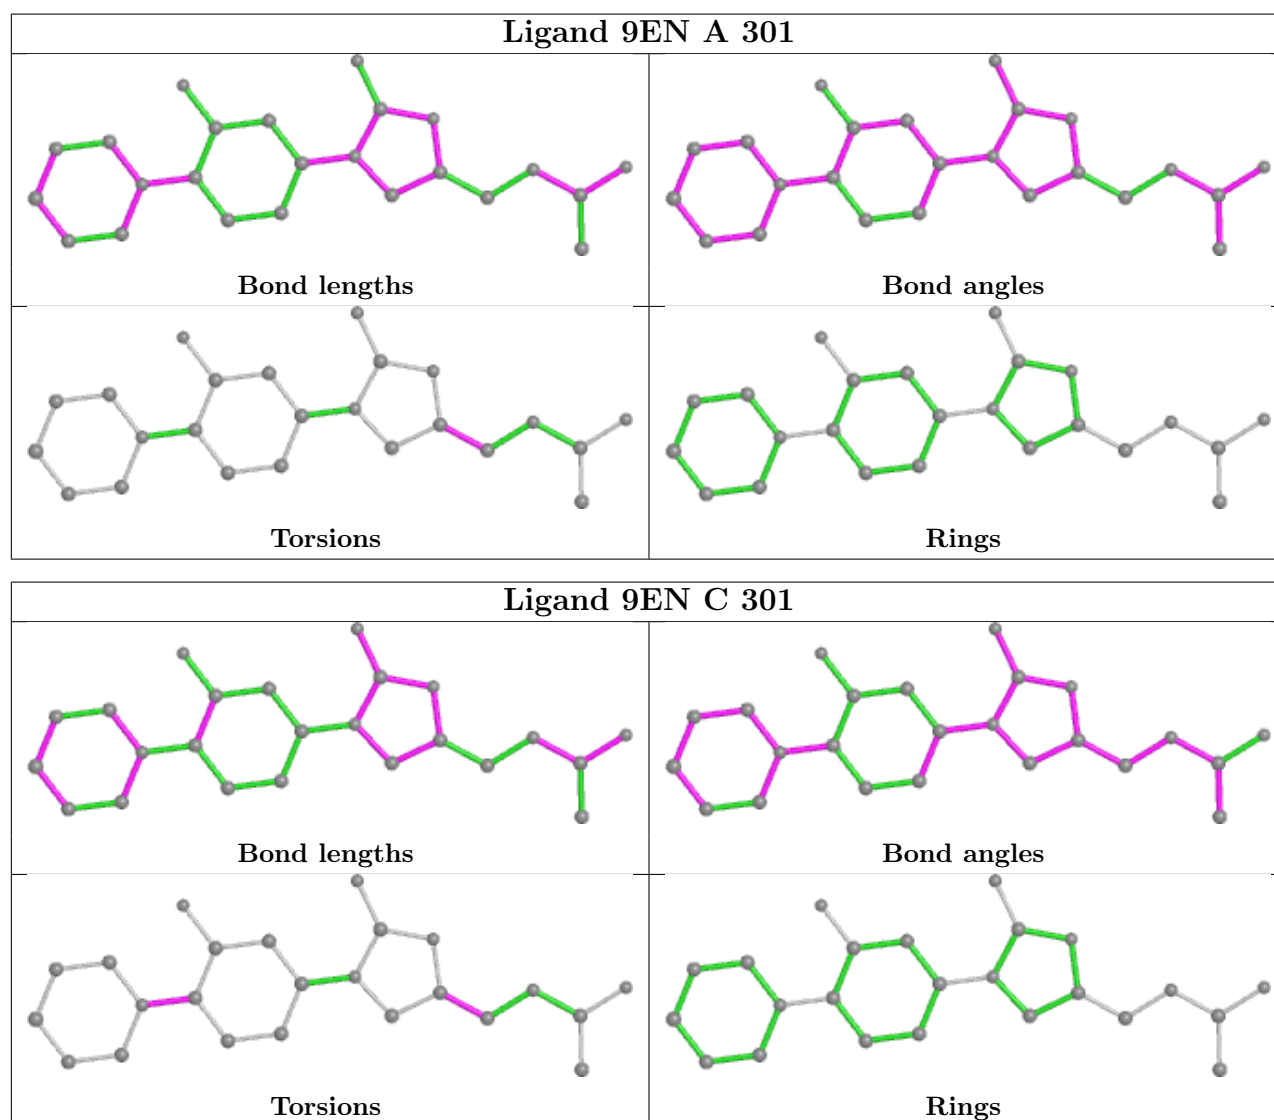 Ligand 9EN A 301
Bond lengths
Bond angles
Torsions
Rings
Ligand 9EN C 301
Bond lengths
Bond angles
Torsions
Rings